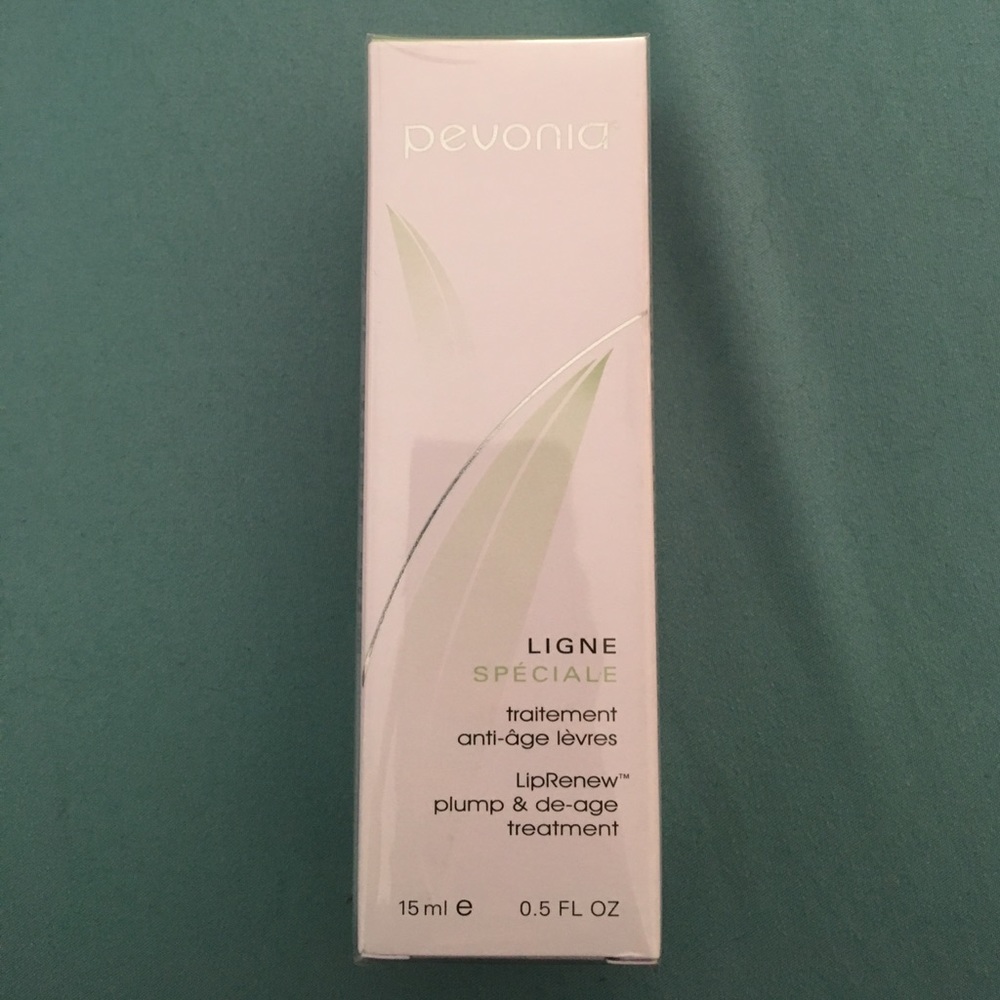 pevonia
LIGNE
SPÉCIALE
traitement
anti-âge lèvres
LipRenew™
plump & de-age
treatment
15 ml e 0.5 FL OZ